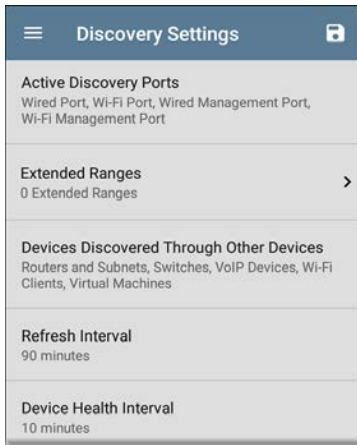 Discovery Settings
Active Discovery Ports
Wired Port, Wi-Fi Port, Wired Management Port,
Wi-Fi Management Port
Extended Ranges
0 Extended Ranges
Devices Discovered Through Other Devices
Routers and Subnets, Switches, VoIP Devices, Wi-Fi
Clients, Virtual Machines
Refresh Interval
90 minutes
Device Health Interval
10 minutes